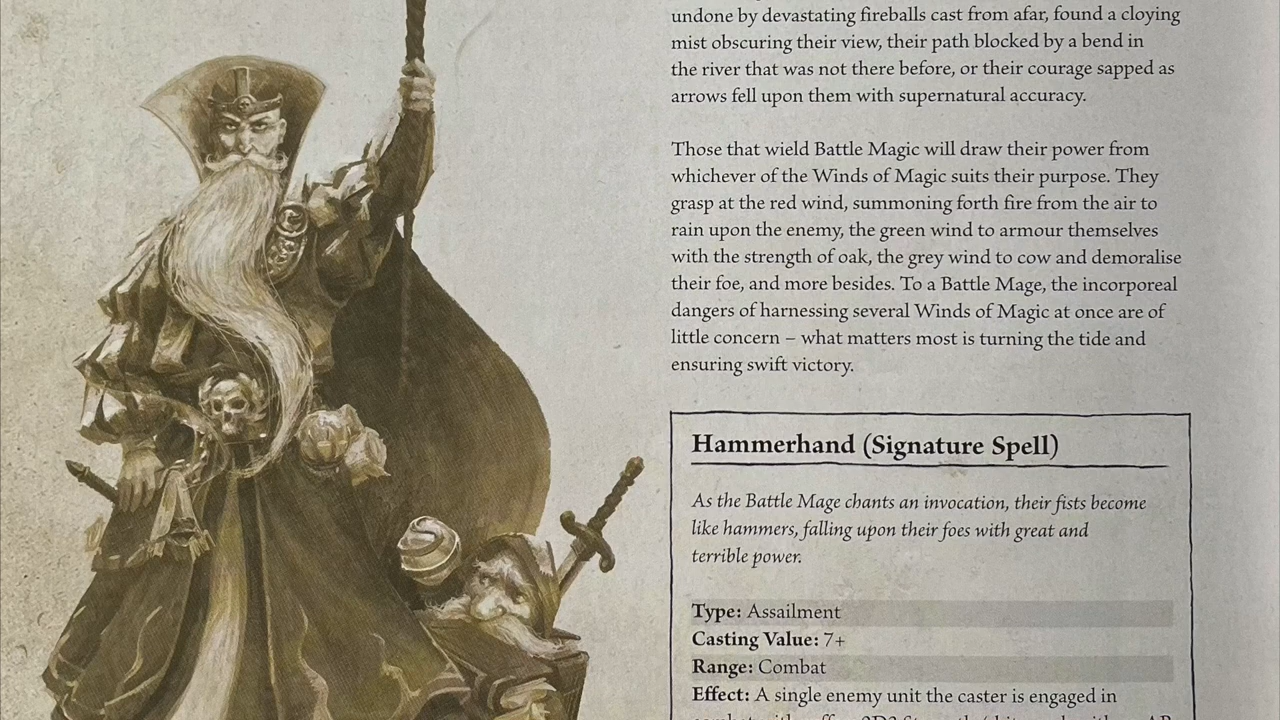 undone by devastating fireballs cast from afar, found a cloying
mist obscuring their view, their path blocked by a bend in
the river that was not there before, or their courage sapped as
arrows fell upon them with supernatural accuracy.
Those that wield Battle Magic will draw their power from
whichever of the Winds of Magic suits their purpose. They
grasp at the red wind, summoning forth fire from the air to
rain upon the enemy, the green wind to armour themselves
with the strength of oak, the grey wind to cow and demoralise
their foe, and more besides. To a Battle Mage, the incorporeal
dangers of harnessing several Winds of Magic at once are of
little concern – what matters most is turning the tide and
ensuring swift victory.
Hammerhand (Signature Spell)
As the Battle Mage chants an invocation, their fists become
like hammers, falling upon their foes with great and
terrible power.
Type: Assailment
Casting Value: 7+
Range: Combat
Effect: A single enemy unit the caster is engaged in